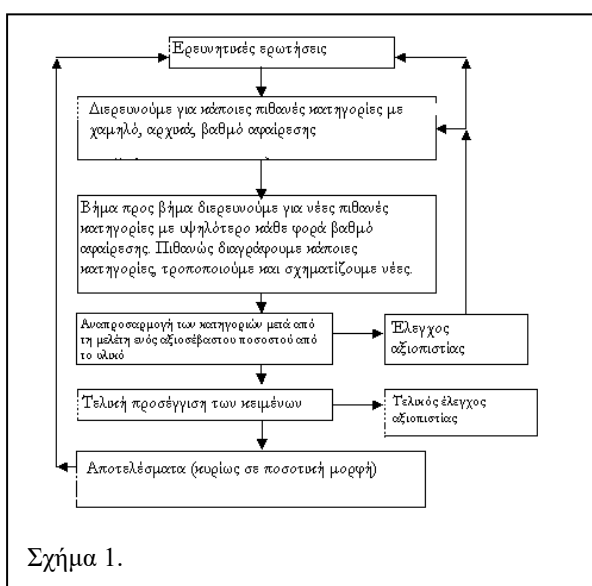 Ερευνητικές ερωτήσεις
Διερευνούμε για κάποιες πιθανές κατηγορίες με
χαμηλό, αρχικά, βαθμό αφαίρεσης
Βήμα προς βήμα διερευνούμε για νέες πιθανές
κατηγορίες με υψηλότερο κάθε φορά βαθμό
αφαίρεσης. Πιθανώς διαγράφουμε κάποιες
κατηγορίες, τροποποιούμε και σχηματίζουμε νέες.
Αναπροσαρμογή των κατηγοριών μετά από
τη μελέτη ενός αξιοσέβαστου ποσοστού από
το υλικό
Έλεγχος
αξιοπιστίας
Τελική προσέγγιση των κειμένων
Τελικός έλεγχος
αξιοπιστίας
Αποτελέσματα (κυρίως σε ποσοτική μορφή)
Σχήμα 1.